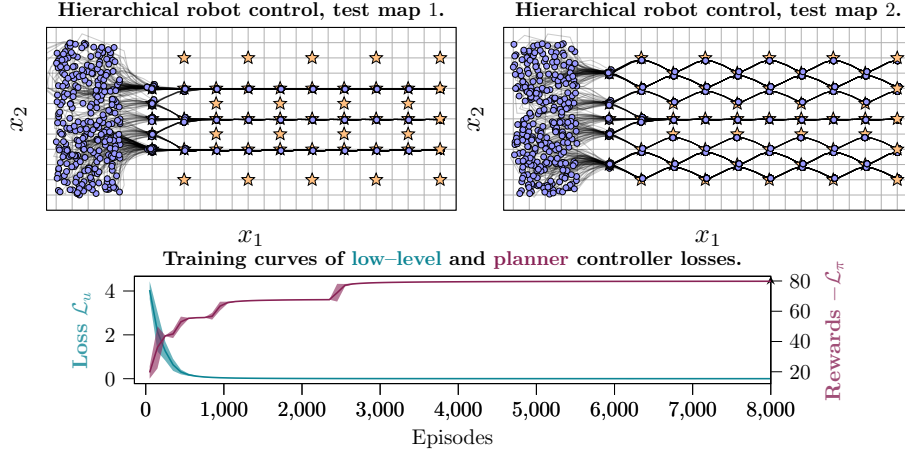 Hierarchical robot control, test map 1.
Hierarchical robot control, test map 2.
x₂
x₂
x₁
x₁
Training curves of low–level and planner controller losses.
Loss ℒᵤ
4
2
0
80
60
40
20
Rewards −ℒπ
0 1,000 2,000 3,000 4,000 5,000 6,000 7,000 8,000
Episodes